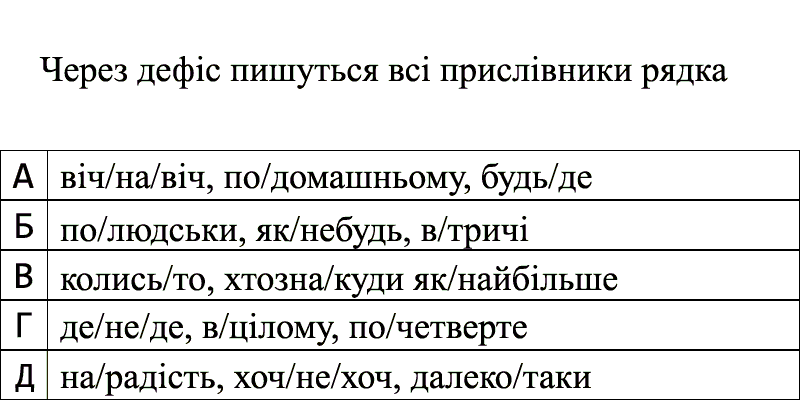 Через дефіс пишуться всі прислівники рядка
А віч/на/віч, по/домашньому, будь/де
Б по/людськи, як/небудь, в/тричі
В колись/то, хтозна/куди як/найбільше
Г де/не/де, в/цілому, по/четверте
Д на/радість, хоч/не/хоч, далеко/таки